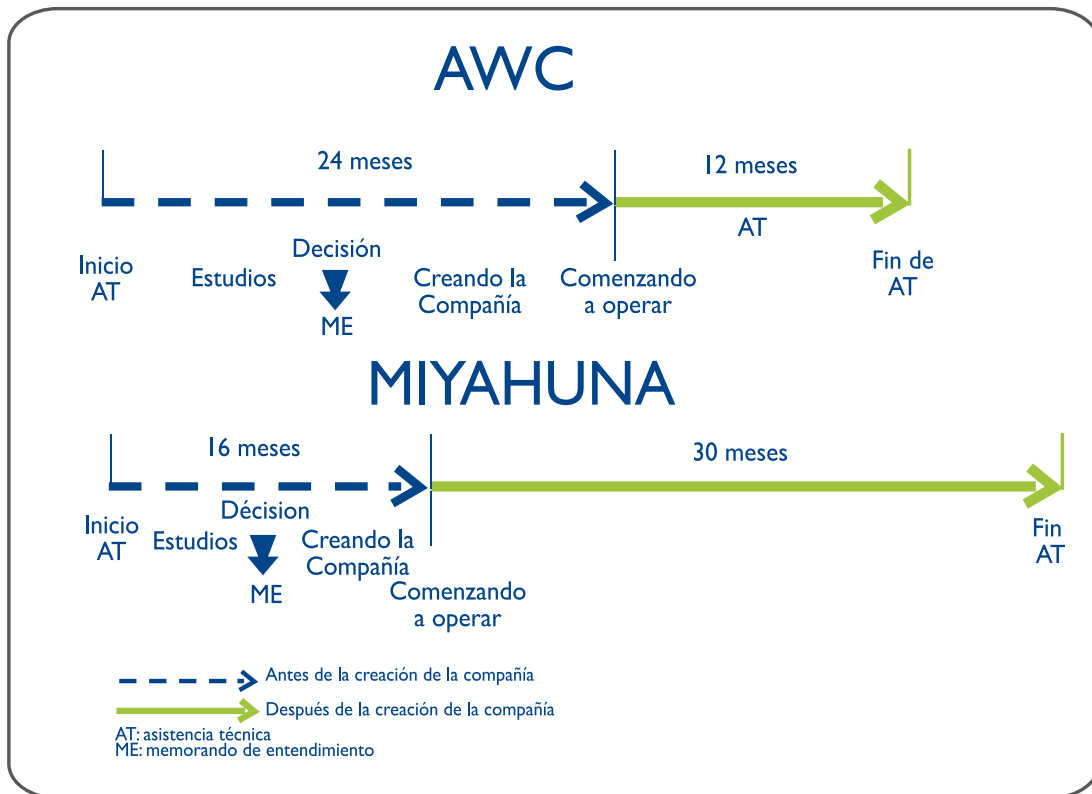 AWC
24 meses
12 meses
AT
Inicio
AT
Estudios
Decisión
ME
Creando la
Compañía
Comenzando
a operar
Fin de
AT
MIYAHUNA
16 meses
30 meses
Inicio
AT
Estudios
Décision
ME
Creando la
Compañía
Comenzando
a operar
Fin
AT
Antes de la creación de la compañía
Después de la creación de la compañía
AT: asistencia técnica
ME: memorando de entendimiento